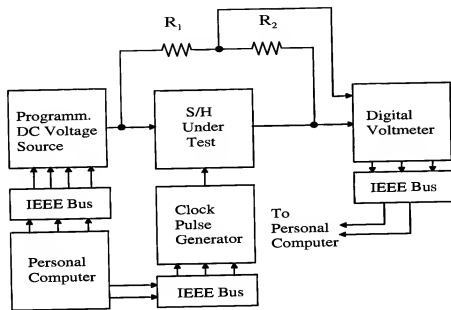 R1
R2
Programm.
DC Voltage
Source
S/H
Under
Test
Digital
Voltmeter
IEEE Bus
Clock
Pulse
Generator
IEEE Bus
To
Personal
Computer
Personal
Computer
IEEE Bus